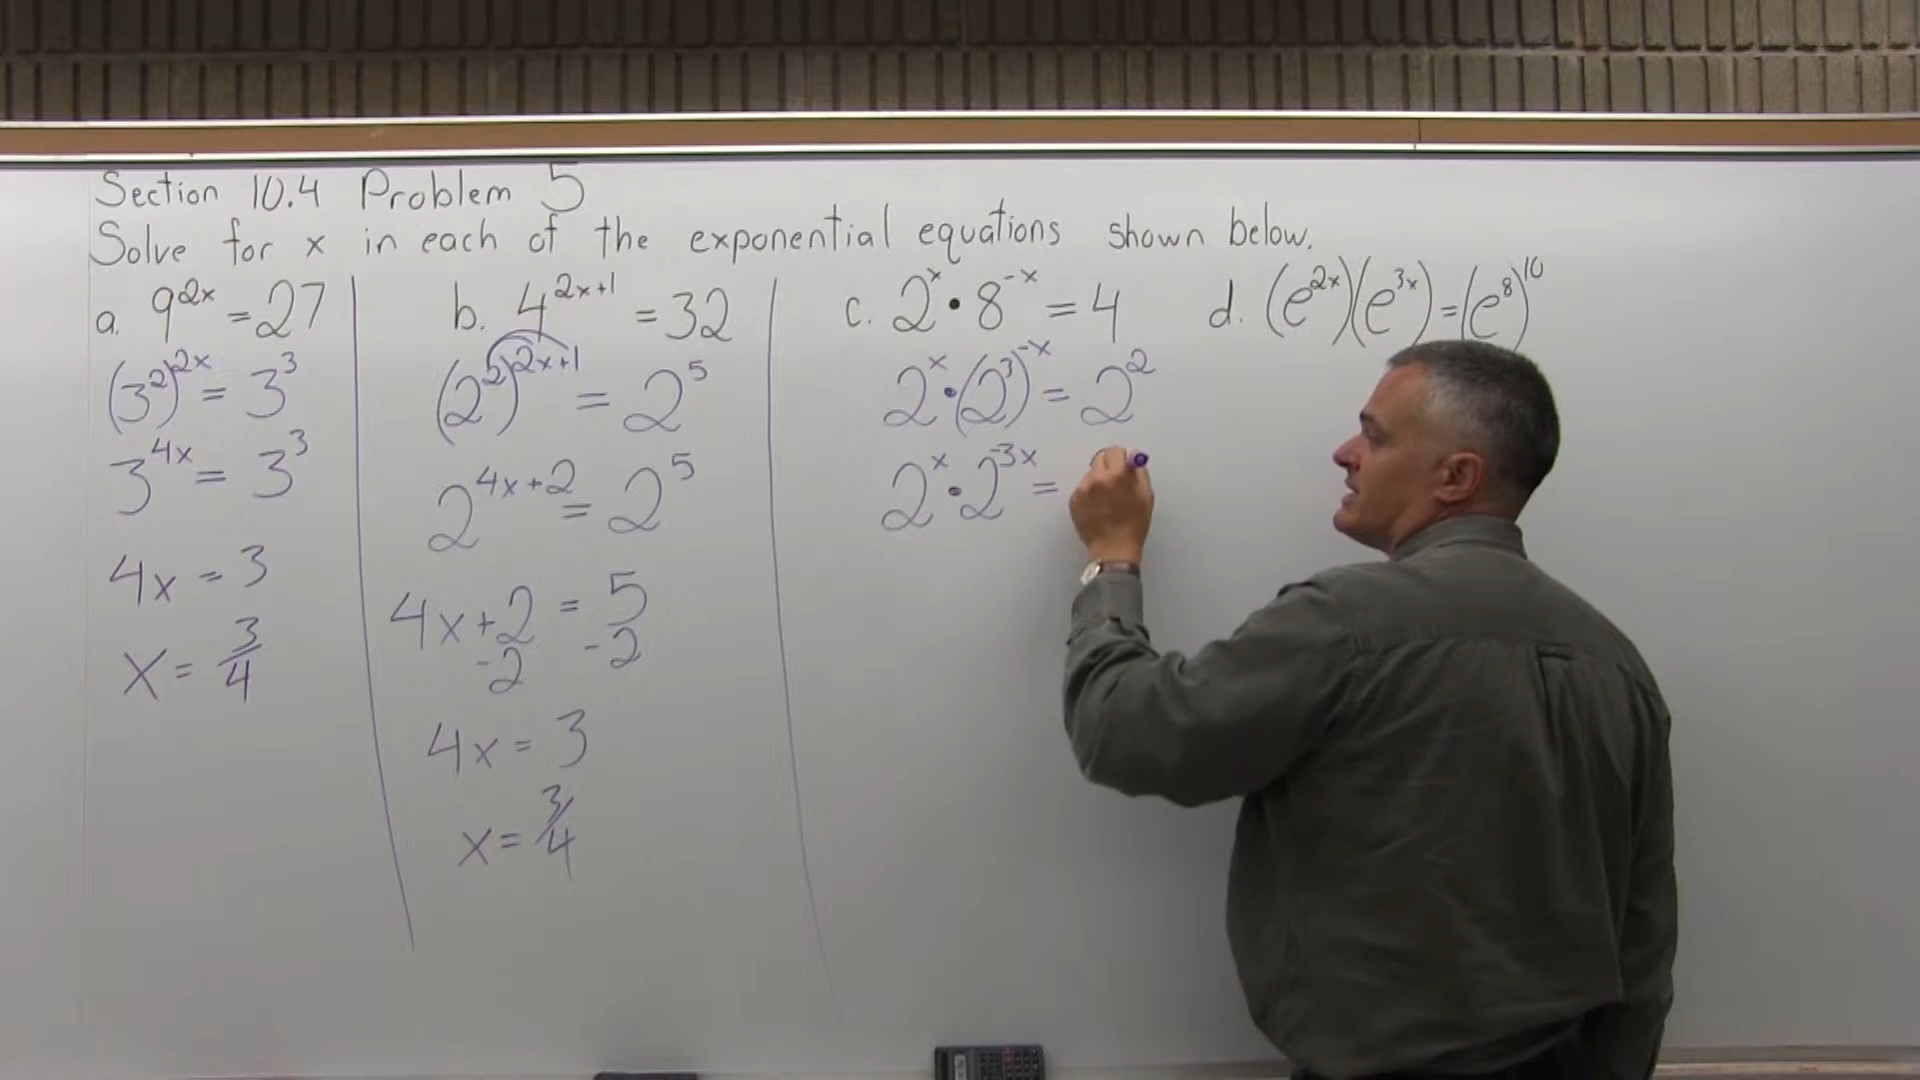 Section 10.4 Problem 5
Solve for x in each of the exponential equations shown below.
a. 9^2x = 27
(3^2)^2x = 3^3
3^4x = 3^3
4x = 3
x = 3/4
b. 4^2x+1 = 32
(2^2)^2x+1 = 2^5
2^4x+2 = 2^5
4x+2 = 5
-2 -2
4x = 3
x = 3/4
c. 2^x • 8^-x = 4
2^x • (2^3)^-x = 2^2
2^x • 2^-3x =
d. (e^2x)(e^3x) = (e^8)^10